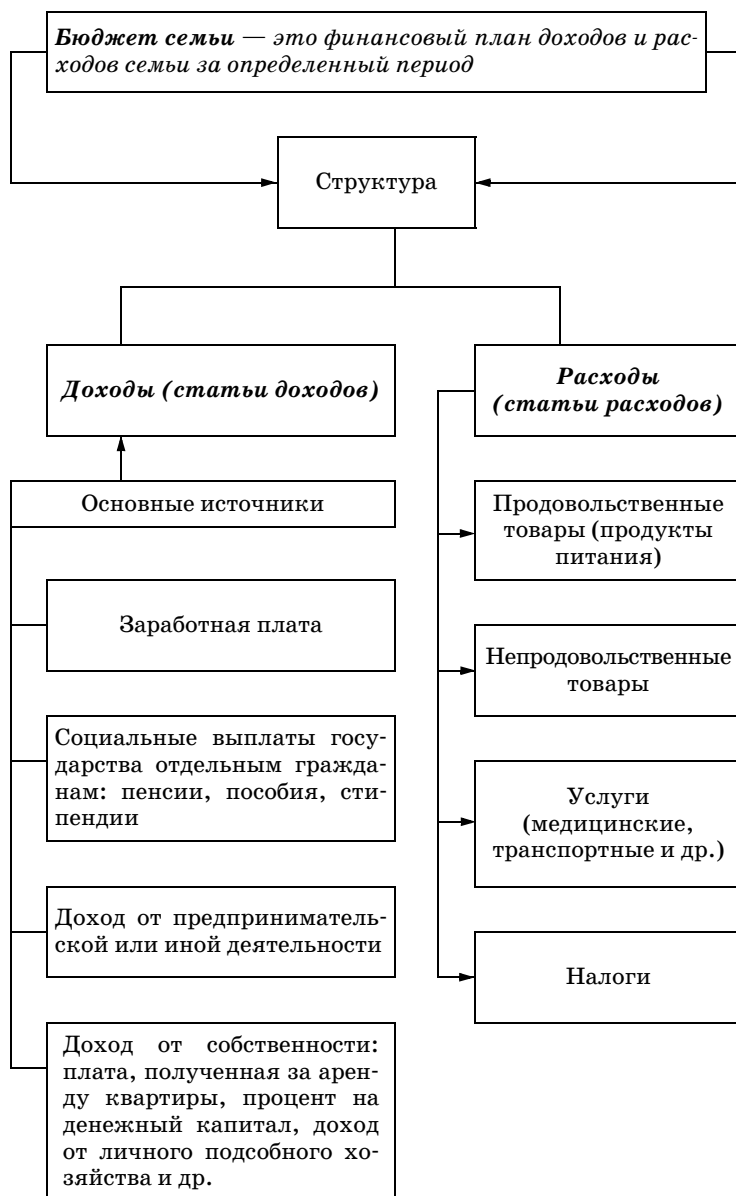 Бюджет семьи — это финансовый план доходов и рас-
ходов семьи за определенный период
Структура
Доходы (статьи доходов)
Основные источники
Заработная плата
Социальные выплаты госу-
дарства отдельным гражда-
нам: пенсии, пособия, сти-
пендии
Доход от предприниматель-
ской или иной деятельности
Доход от собственности:
плата, полученная за арен-
ду квартиры, процент на
денежный капитал, доход
от личного подсобного хо-
зяйства и др.
Расходы
(статьи расходов)
Продовольственные
товары (продукты
питания)
Непродовольственные
товары
Услуги
(медицинские,
транспортные и др.)
Налоги